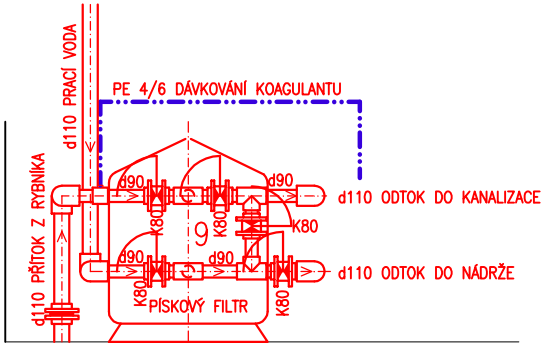 d110 PRACÍ VODA
PE 4/6 DÁVKOVÁNÍ KOAGULANTU
d110 PŘÍTOK Z RYBNÍKA
d90
d90
d110 ODTOK DO KANALIZACE
K80
K80
K80
9
d90
d90
d110 ODTOK DO NÁDRŽE
K80
K80
PÍSKOVÝ FILTR